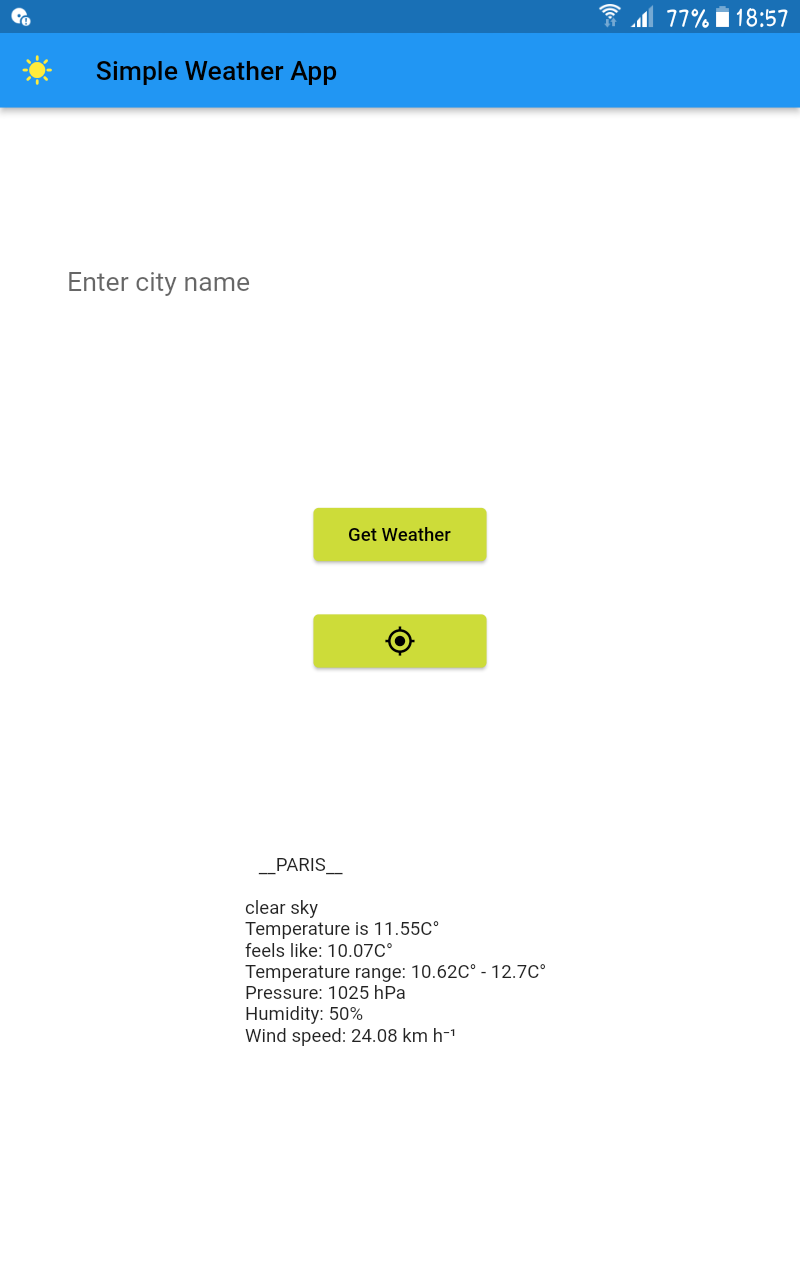 77% 18:57
Simple Weather App
Enter city name
Get Weather
__PARIS__
clear sky
Temperature is 11.55C°
feels like: 10.07C°
Temperature range: 10.62C° - 12.7C°
Pressure: 1025 hPa
Humidity: 50%
Wind speed: 24.08 km h⁻¹